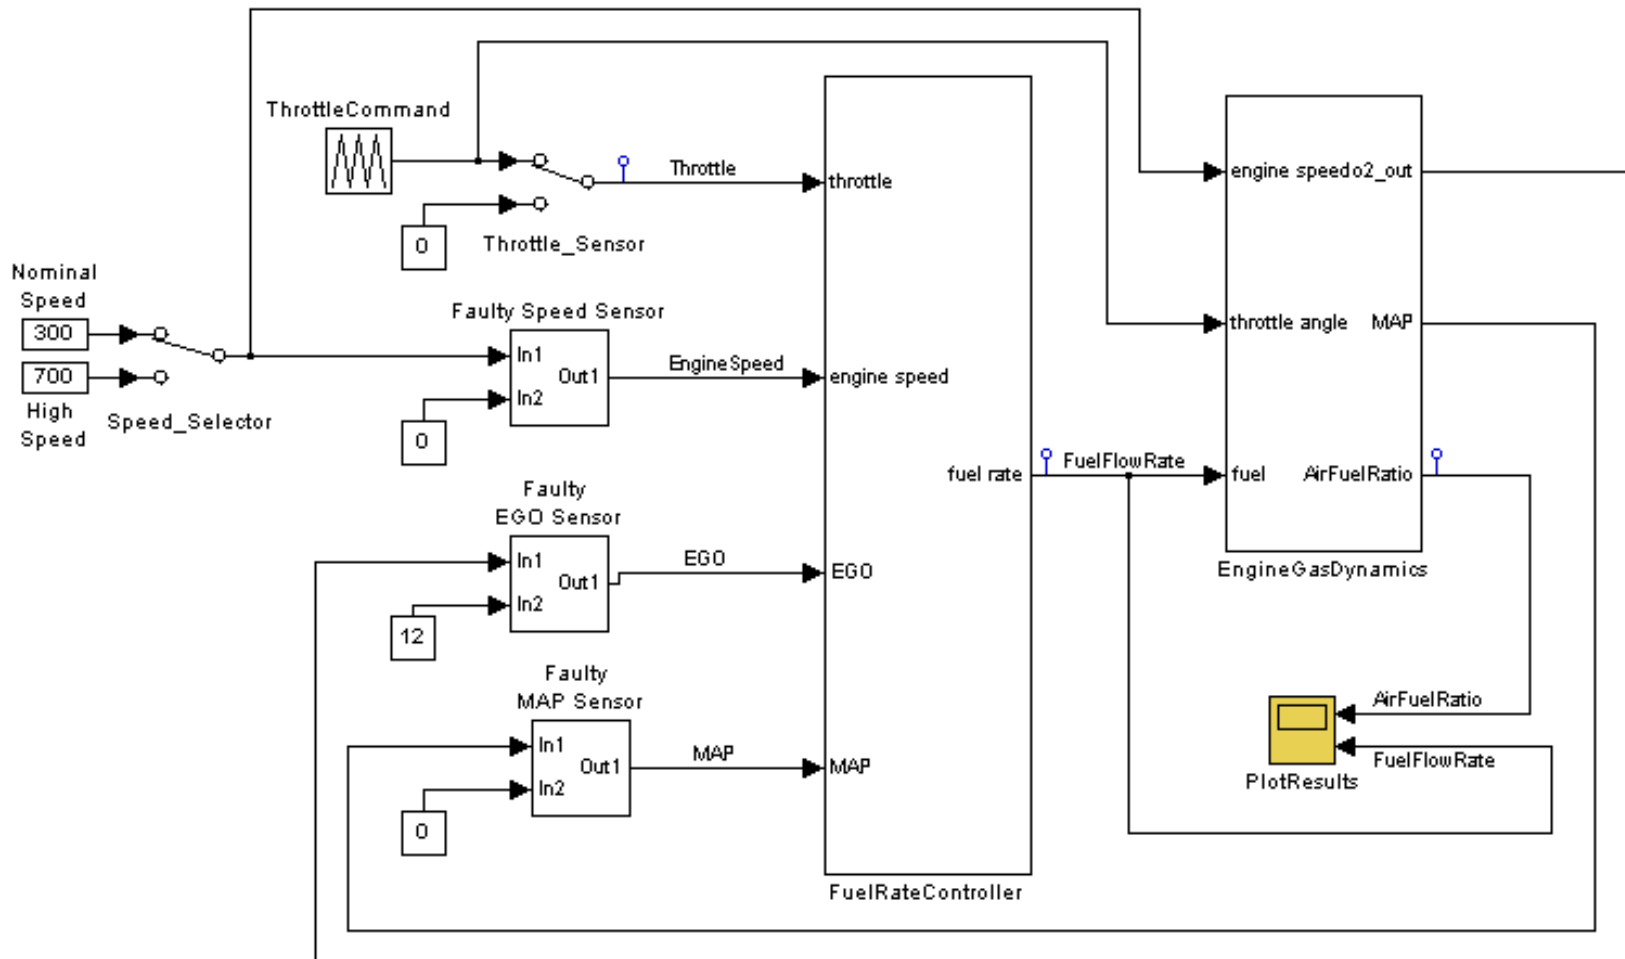 ThrottleCommand
Throttle
throttle
0
Throttle_Sensor
engine speedo2_out
Nominal
Speed
300
700
High
Speed
Speed_Selector
Faulty Speed Sensor
In1
Out1
In2
0
EngineSpeed
engine speed
throttle angle
MAP
fuel rate
FuelFlowRate
fuel
AirFuelRatio
EngineGasDynamics
Faulty
EGO Sensor
In1
Out1
In2
12
EGO
EGO
Faulty
MAP Sensor
In1
Out1
In2
0
MAP
MAP
AirFuelRatio
FuelFlowRate
PlotResults
FuelRateController